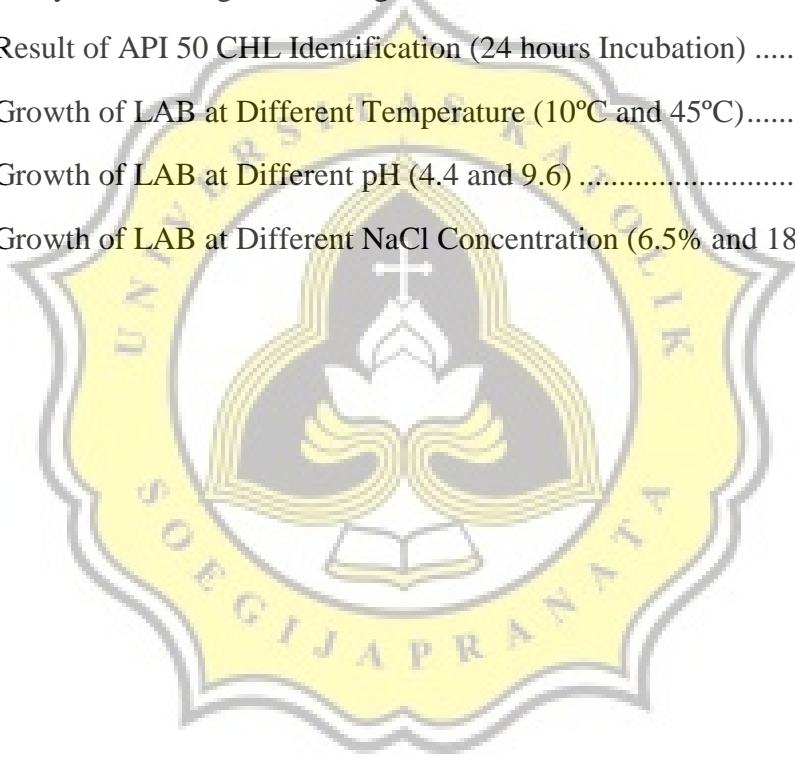 Result of API 50 CHL Identification (24 hours Incubation) .....
Growth of LAB at Different Temperature (10ºC and 45ºC).....
Growth of LAB at Different pH (4.4 and 9.6) .......................
Growth of LAB at Different NaCl Concentration (6.5% and 18
UNIVERSITAS KATOLIK
SOEGIJAPRANATA